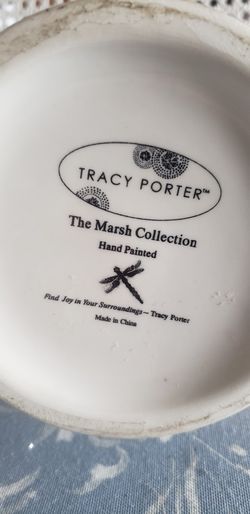 TRACY PORTER™
The Marsh Collection
Hand Painted
Find Joy in Your Surroundings — Tracy Porter
Made in China